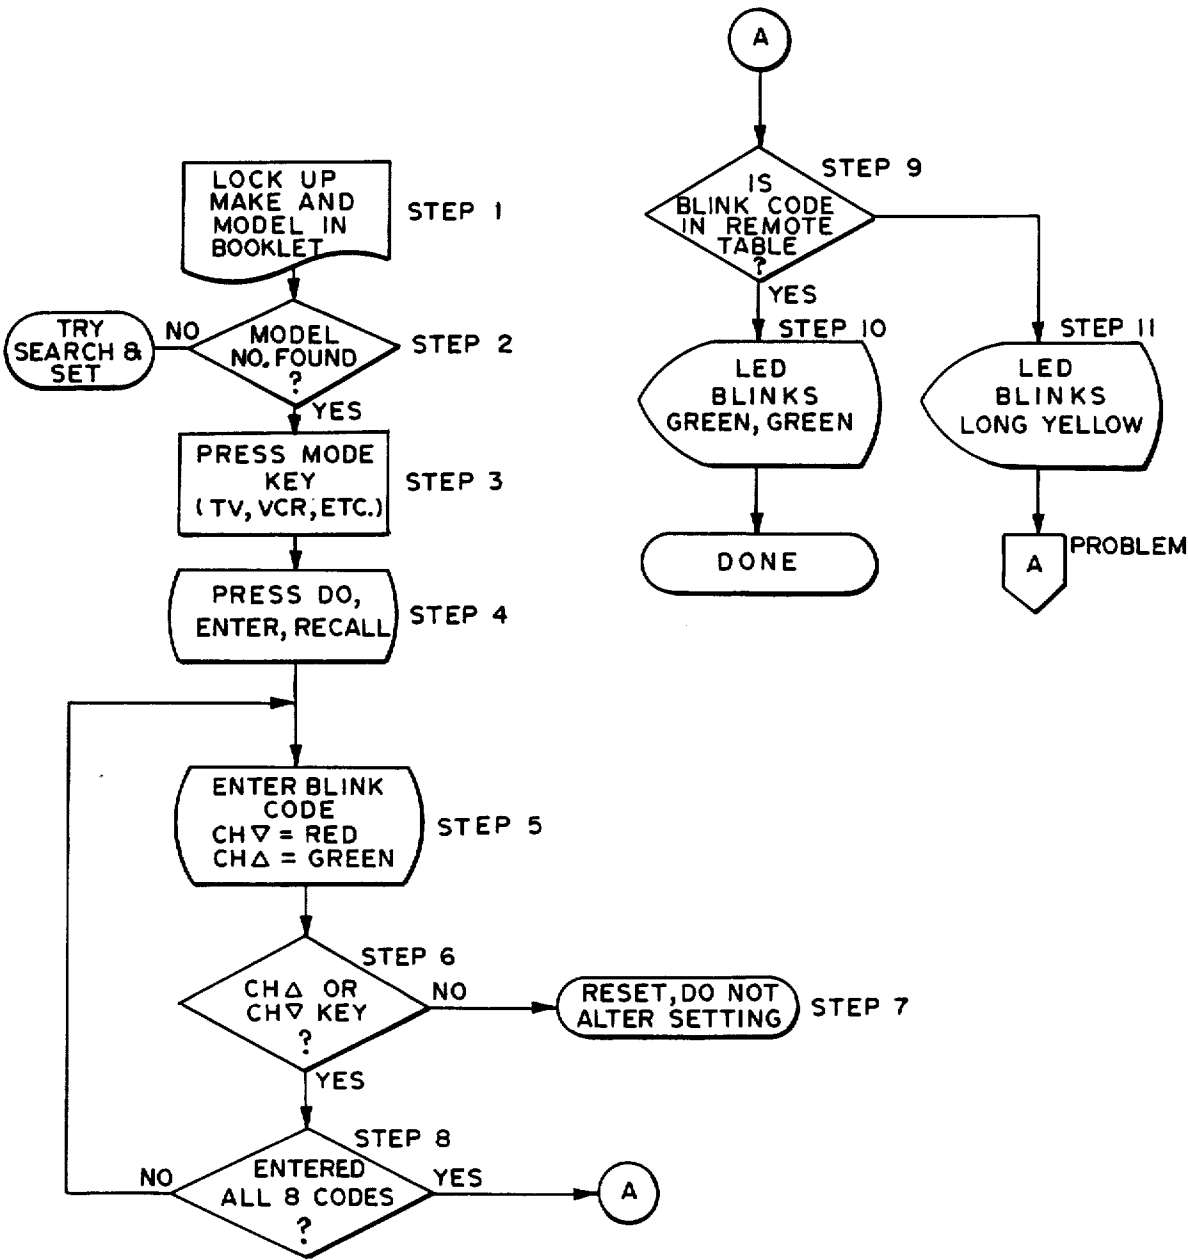 LOCK UP
MAKE AND
MODEL IN
BOOKLET
STEP 1
TRY
SEARCH &
SET
NO
MODEL
NO. FOUND
?
STEP 2
YES
PRESS MODE
KEY
(TV, VCR, ETC.)
STEP 3
PRESS DO,
ENTER, RECALL
STEP 4
ENTER BLINK
CODE
CH▽ = RED
CH△ = GREEN
STEP 5
STEP 6
CH△ OR
CH▽ KEY
?
NO
RESET, DO NOT
ALTER SETTING
STEP 7
YES
STEP 8
NO
ENTERED
ALL 8 CODES
?
YES
A
A
STEP 9
IS
BLINK CODE
IN REMOTE
TABLE
?
YES
STEP 10
LED
BLINKS
GREEN, GREEN
DONE
STEP 11
LED
BLINKS
LONG YELLOW
A
PROBLEM